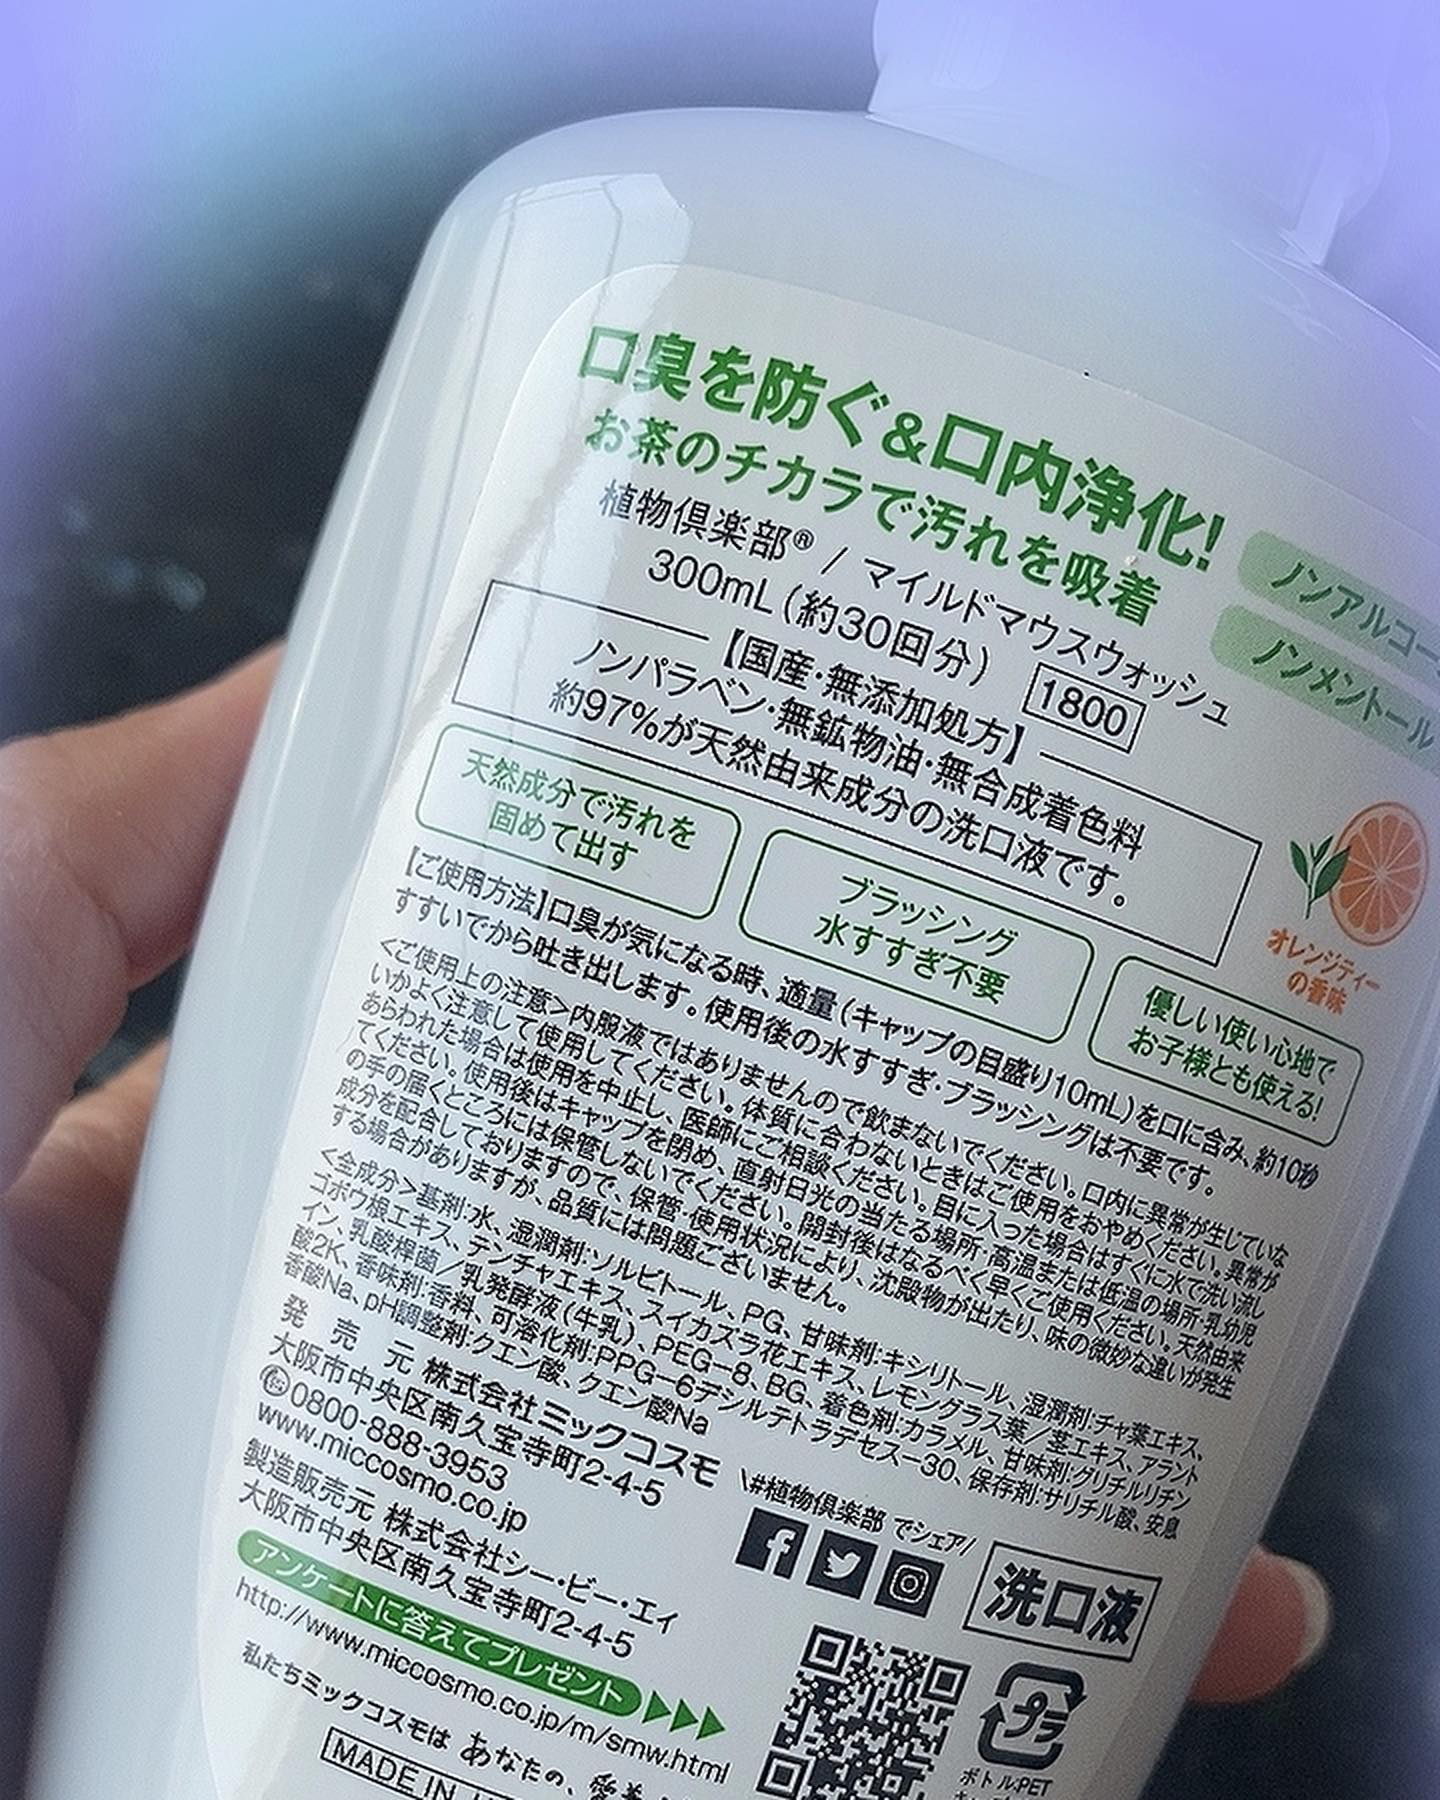 口臭を防ぐ&口内浄化!
お茶のチカラで汚れを吸着
植物倶楽部® / マイルドマウスウォッシュ
300mL (約30回分) 1800
ノンアルコー
ノンメントール
【国産・無添加処方】
ノンパラベン・無鉱物油・無合成着色料
約97%が天然由来成分の洗口液です。
オレンジティー
の香味
天然成分で汚れを
固めて出す
ブラッシング
水すすぎ不要
優しい使い心地で
お子様とも使える!
【ご使用方法】口臭が気になる時、適量(キャップの目盛り10mL)を口に含み、約10秒
すすいでから吐き出します。使用後の水すすぎ・ブラッシングは不要です。
<ご使用上の注意>内服液ではありませんので飲まないでください。口内に異常が生じていな
いかよく注意して使用してください。体質に合わないときはご使用をおやめください。異常が
あらわれた場合は使用を中止し、医師にご相談ください。目に入った場合はすぐに水で洗い流し
てください。使用後はキャップを閉め、直射日光の当たる場所・高温または低温の場所・乳幼児
の手の届くところには保管しないでください。開封後はなるべく早くご使用ください。天然由来
成分を配合しておりますので、保管・使用状況により、沈殿物が出たり、味の微妙な違いが発生
する場合がありますが、品質には問題ございません。
<全成分>基剤:水、湿潤剤:ソルビトール、PG、甘味剤:キシリトール、湿潤剤:チャ葉エキス、
ゴボウ根エキス、テンチャエキス、スイカズラ花エキス、レモングラス葉/茎エキス、アラント
イン、乳酸桿菌/乳発酵液(牛乳)、PEG-8、BG、着色剤:カラメル、甘味剤:グリチルリチン
酸2K、香味剤:香料、可溶化剤:PPG-6デシルテトラデセス-30、保存剤:サリチル酸、安息
香酸Na、pH調整剤:クエン酸、クエン酸Na
発売元 株式会社ミックコスモ
大阪市中央区南久宝寺町2-4-5
0800-888-3953
www.miccosmo.co.jp
製造販売元 株式会社シー・ビー・エィ
大阪市中央区南久宝寺町2-4-5
\#植物倶楽部 でシェア/
洗口液
アンケートに答えてプレゼント
http://www.miccosmo.co.jp/m/smw.html
私たちミックコスモは あなたの、
プラ
ボトル:PET
MADE IN